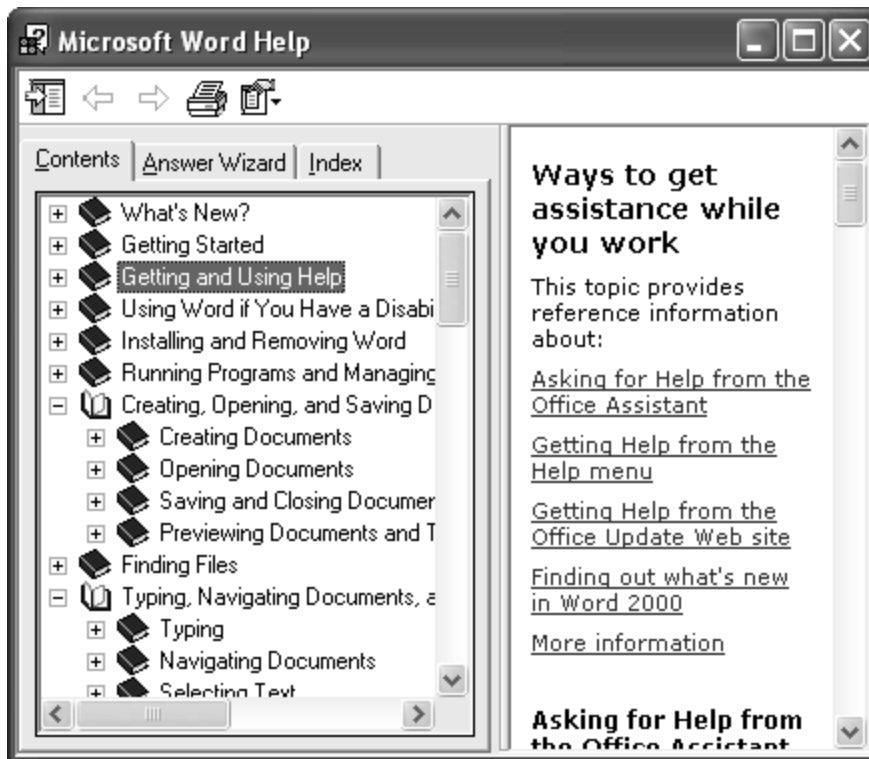 Microsoft Word Help
Contents
Answer Wizard
Index
What's New?
Getting Started
Getting and Using Help
Using Word if You Have a Disabi
Installing and Removing Word
Running Programs and Managing
Creating, Opening, and Saving D
Creating Documents
Opening Documents
Saving and Closing Documer
Previewing Documents and T
Finding Files
Typing, Navigating Documents, a
Typing
Navigating Documents
Selecting Text
Ways to get
assistance while
you work
This topic provides
reference information
about:
Asking for Help from the
Office Assistant
Getting Help from the
Help menu
Getting Help from the
Office Update Web site
Finding out what's new
in Word 2000
More information
Asking for Help from
the Office Assistant